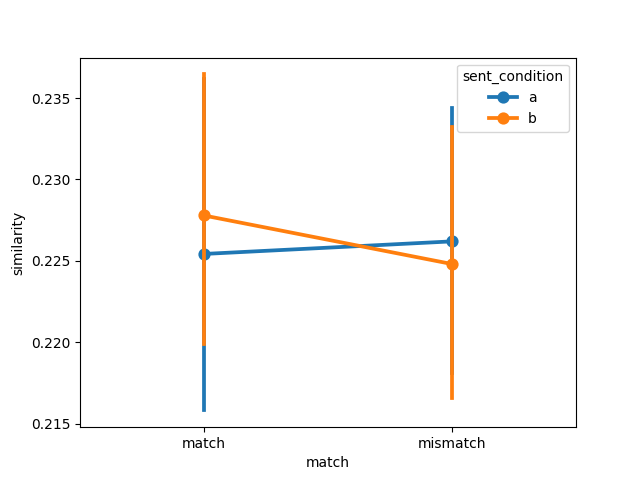 sent_condition
a
b
0.235
0.230
0.225
0.220
0.215
similarity
match
mismatch
match